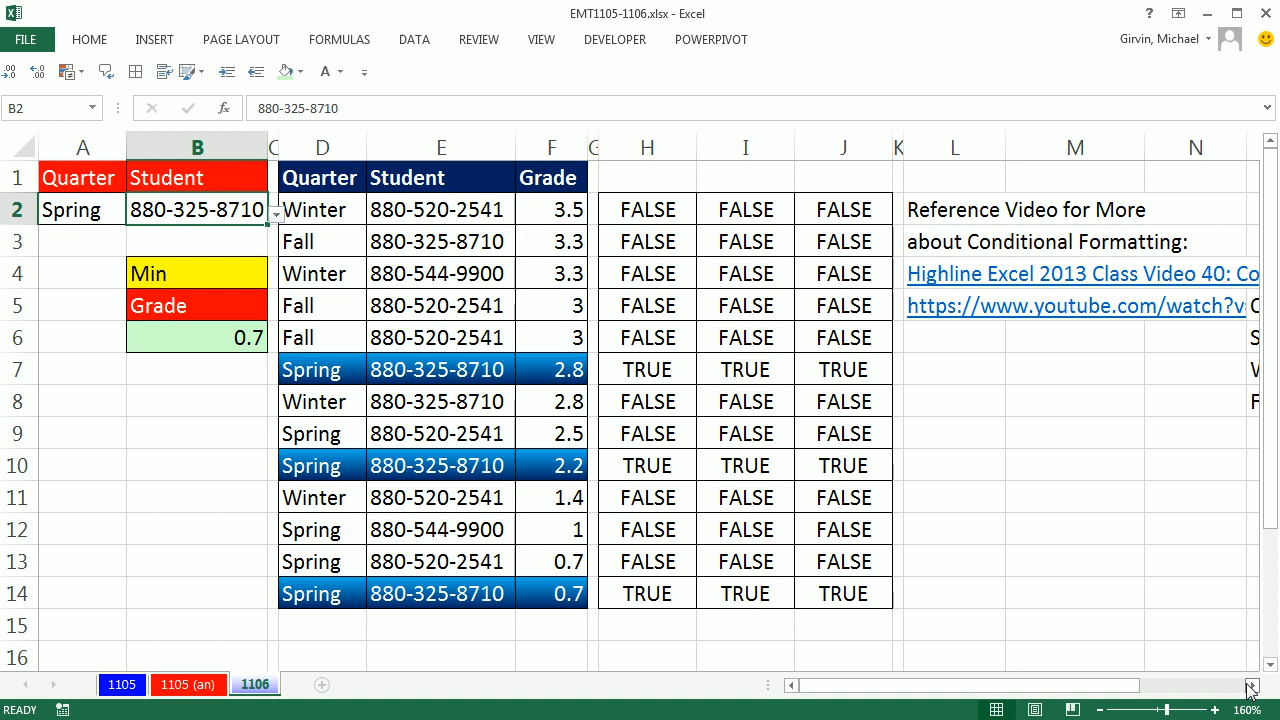 EMT1105-1106.xlsx - Excel
FILE HOME INSERT PAGE LAYOUT FORMULAS DATA REVIEW VIEW DEVELOPER POWERPIVOT Girvin, Michael
B2 fx 880-325-8710
A B C D E F G H I J K L M N
1 Quarter Student Quarter Student Grade
2 Spring 880-325-8710 Winter 880-520-2541 3.5 FALSE FALSE FALSE Reference Video for More
3 Fall 880-325-8710 3.3 FALSE FALSE FALSE about Conditional Formatting:
4 Min Winter 880-544-9900 3.3 FALSE FALSE FALSE Highline Excel 2013 Class Video 40: Co
5 Grade Fall 880-520-2541 3 FALSE FALSE FALSE https://www.youtube.com/watch?v
6 0.7 Fall 880-520-2541 3 FALSE FALSE FALSE S
7 Spring 880-325-8710 2.8 TRUE TRUE TRUE
8 Winter 880-325-8710 2.8 FALSE FALSE FALSE F
9 Spring 880-520-2541 2.5 FALSE FALSE FALSE
10 Spring 880-325-8710 2.2 TRUE TRUE TRUE
11 Winter 880-520-2541 1.4 FALSE FALSE FALSE
12 Spring 880-544-9900 1 FALSE FALSE FALSE
13 Spring 880-520-2541 0.7 FALSE FALSE FALSE
14 Spring 880-325-8710 0.7 TRUE TRUE TRUE
15
16
1105 1105 (an) 1106
READY 160%